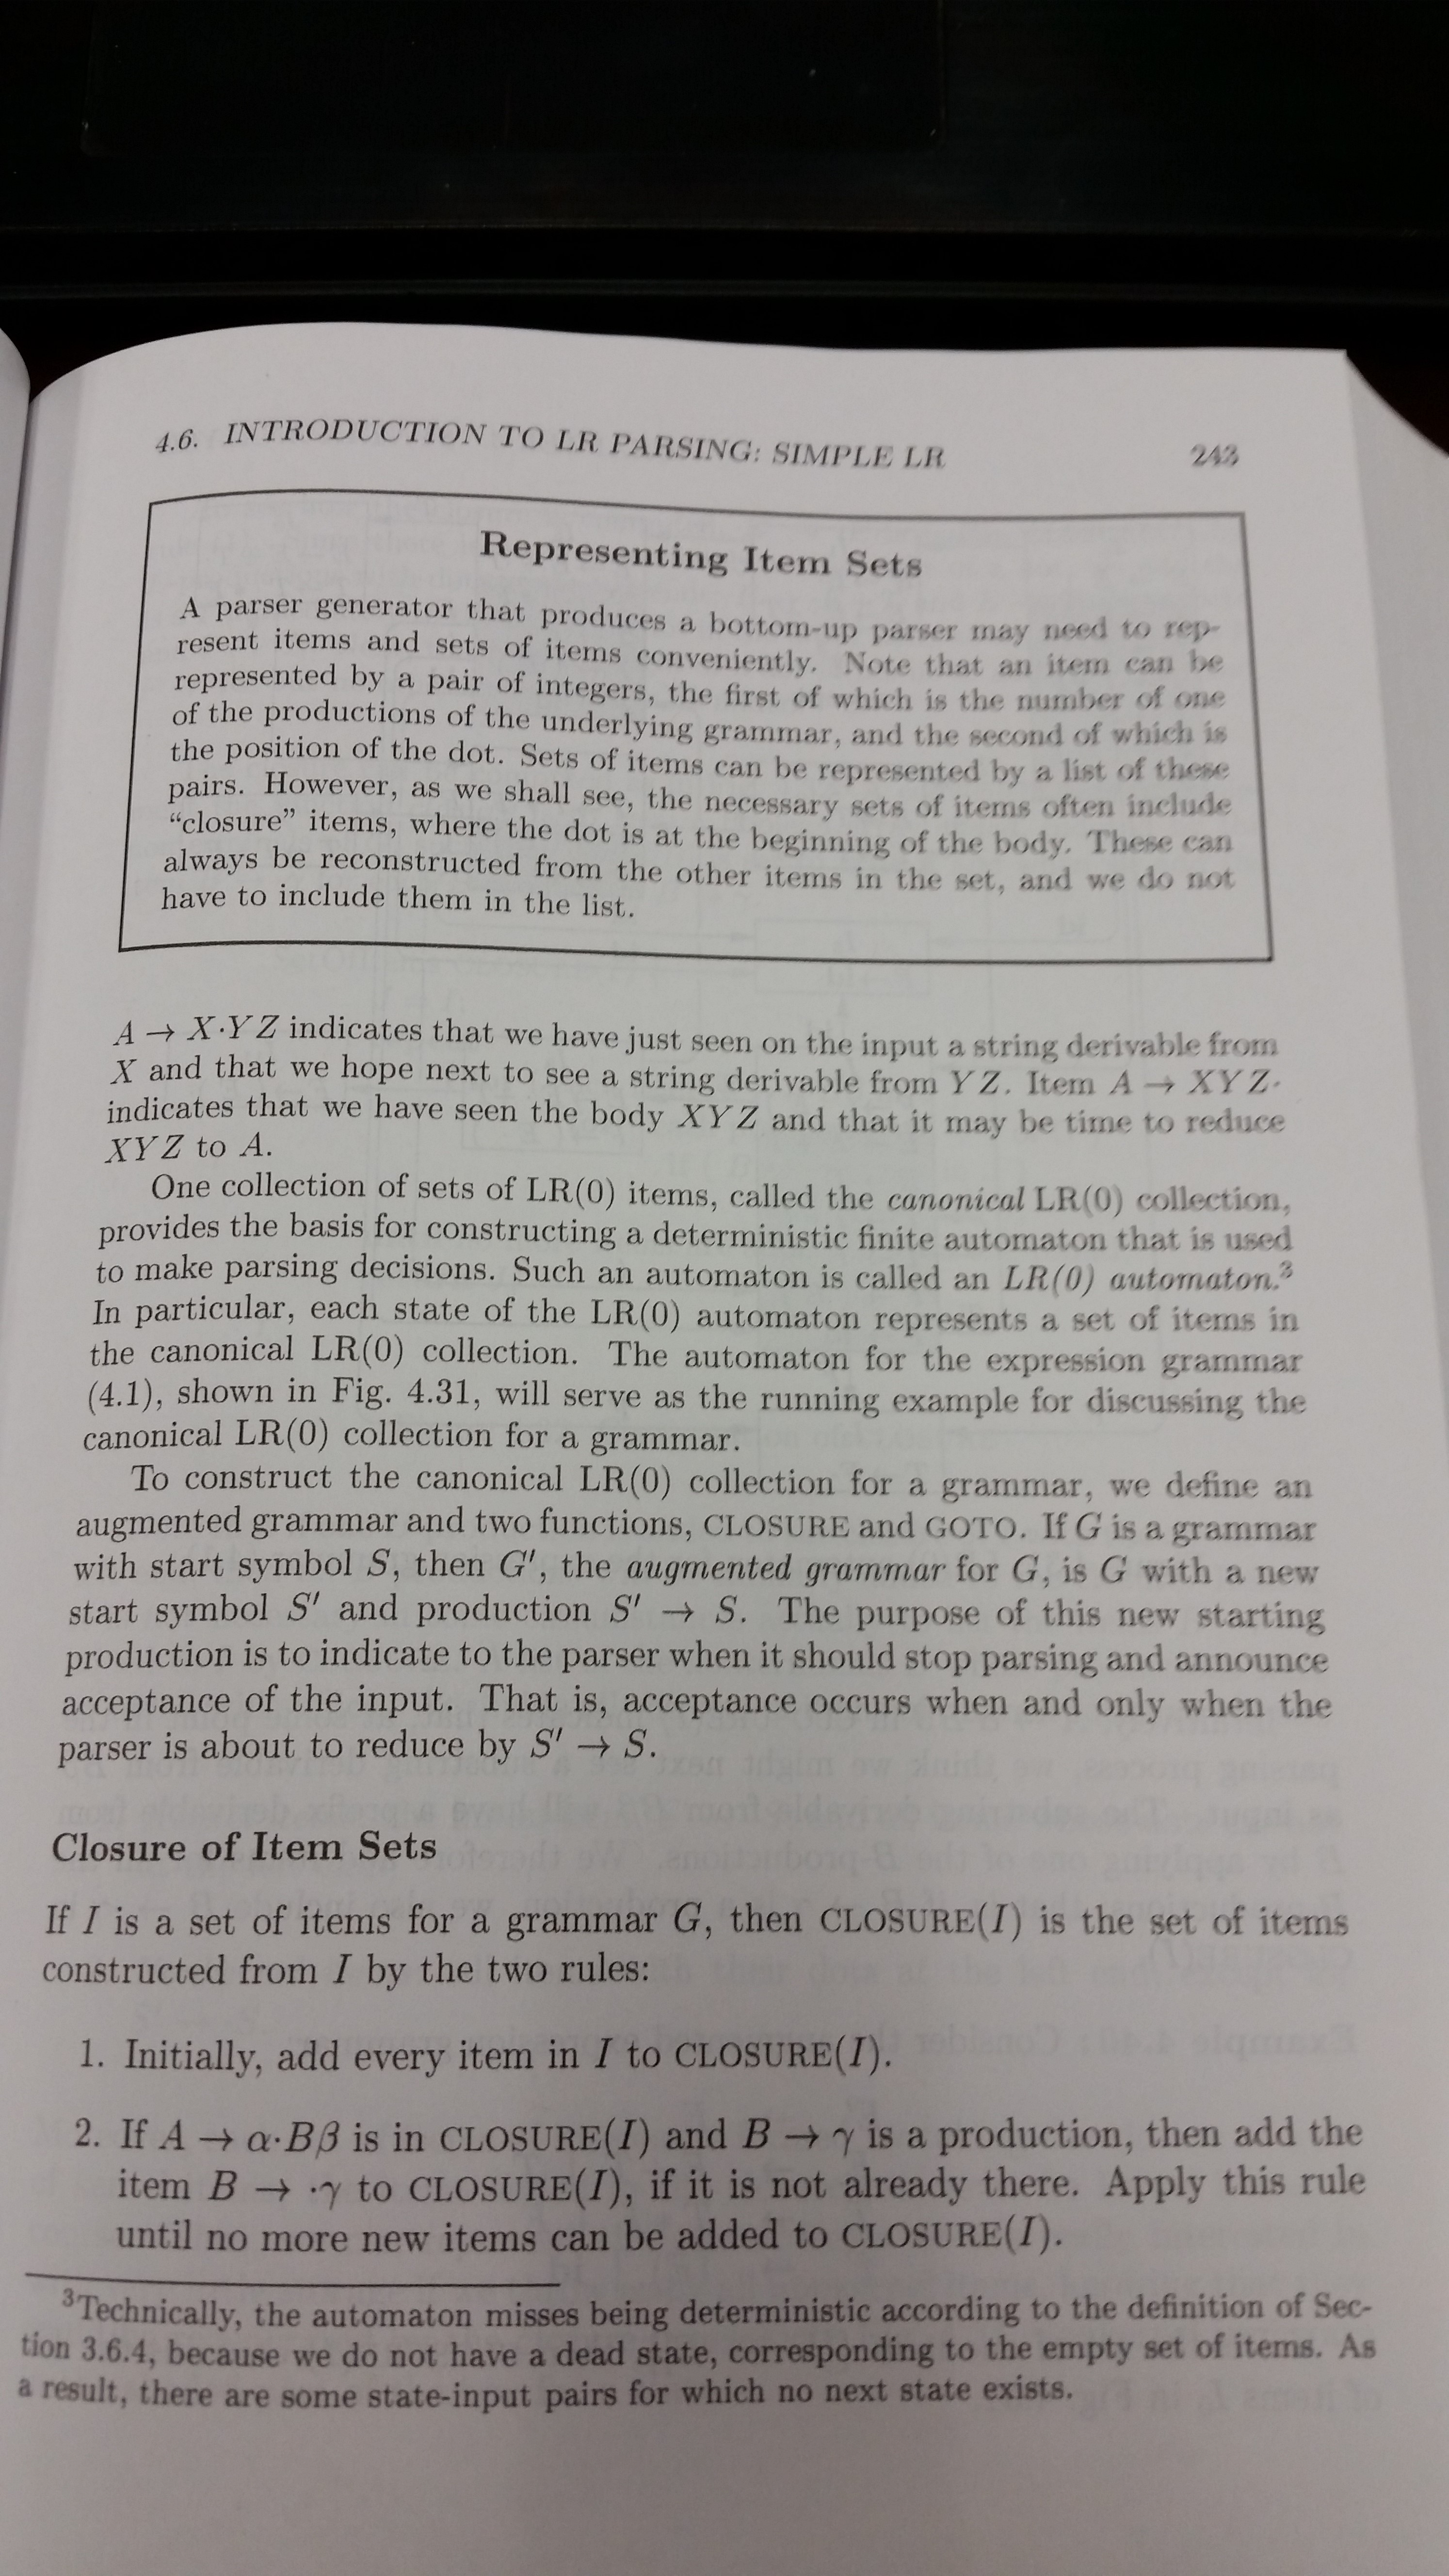 4.6. INTRODUCTION TO LR PARSING: SIMPLE LR 243
Representing Item Sets
A parser generator that produces a bottom-up parser may need to rep-
resent items and sets of items conveniently. Note that an item can be
represented by a pair of integers, the first of which is the number of one
of the productions of the underlying grammar, and the second of which is
the position of the dot. Sets of items can be represented by a list of these
pairs. However, as we shall see, the necessary sets of items often include
“closure” items, where the dot is at the beginning of the body. These can
always be reconstructed from the other items in the set, and we do not
have to include them in the list.
A → X·YZ indicates that we have just seen on the input a string derivable from
X and that we hope next to see a string derivable from YZ. Item A → XYZ·
indicates that we have seen the body XYZ and that it may be time to reduce
XYZ to A.
One collection of sets of LR(0) items, called the canonical LR(0) collection,
provides the basis for constructing a deterministic finite automaton that is used
to make parsing decisions. Such an automaton is called an LR(0) automaton.³
In particular, each state of the LR(0) automaton represents a set of items in
the canonical LR(0) collection. The automaton for the expression grammar
(4.1), shown in Fig. 4.31, will serve as the running example for discussing the
canonical LR(0) collection for a grammar.
To construct the canonical LR(0) collection for a grammar, we define an
augmented grammar and two functions, CLOSURE and GOTO. If G is a grammar
with start symbol S, then G′, the augmented grammar for G, is G with a new
start symbol S′ and production S′ → S. The purpose of this new starting
production is to indicate to the parser when it should stop parsing and announce
acceptance of the input. That is, acceptance occurs when and only when the
parser is about to reduce by S′ → S.
Closure of Item Sets
If I is a set of items for a grammar G, then CLOSURE(I) is the set of items
constructed from I by the two rules:
1. Initially, add every item in I to CLOSURE(I).
2. If A → α·Bβ is in CLOSURE(I) and B → γ is a production, then add the
item B → ·γ to CLOSURE(I), if it is not already there. Apply this rule
until no more new items can be added to CLOSURE(I).
³Technically, the automaton misses being deterministic according to the definition of Sec-
tion 3.6.4, because we do not have a dead state, corresponding to the empty set of items. As
a result, there are some state-input pairs for which no next state exists.